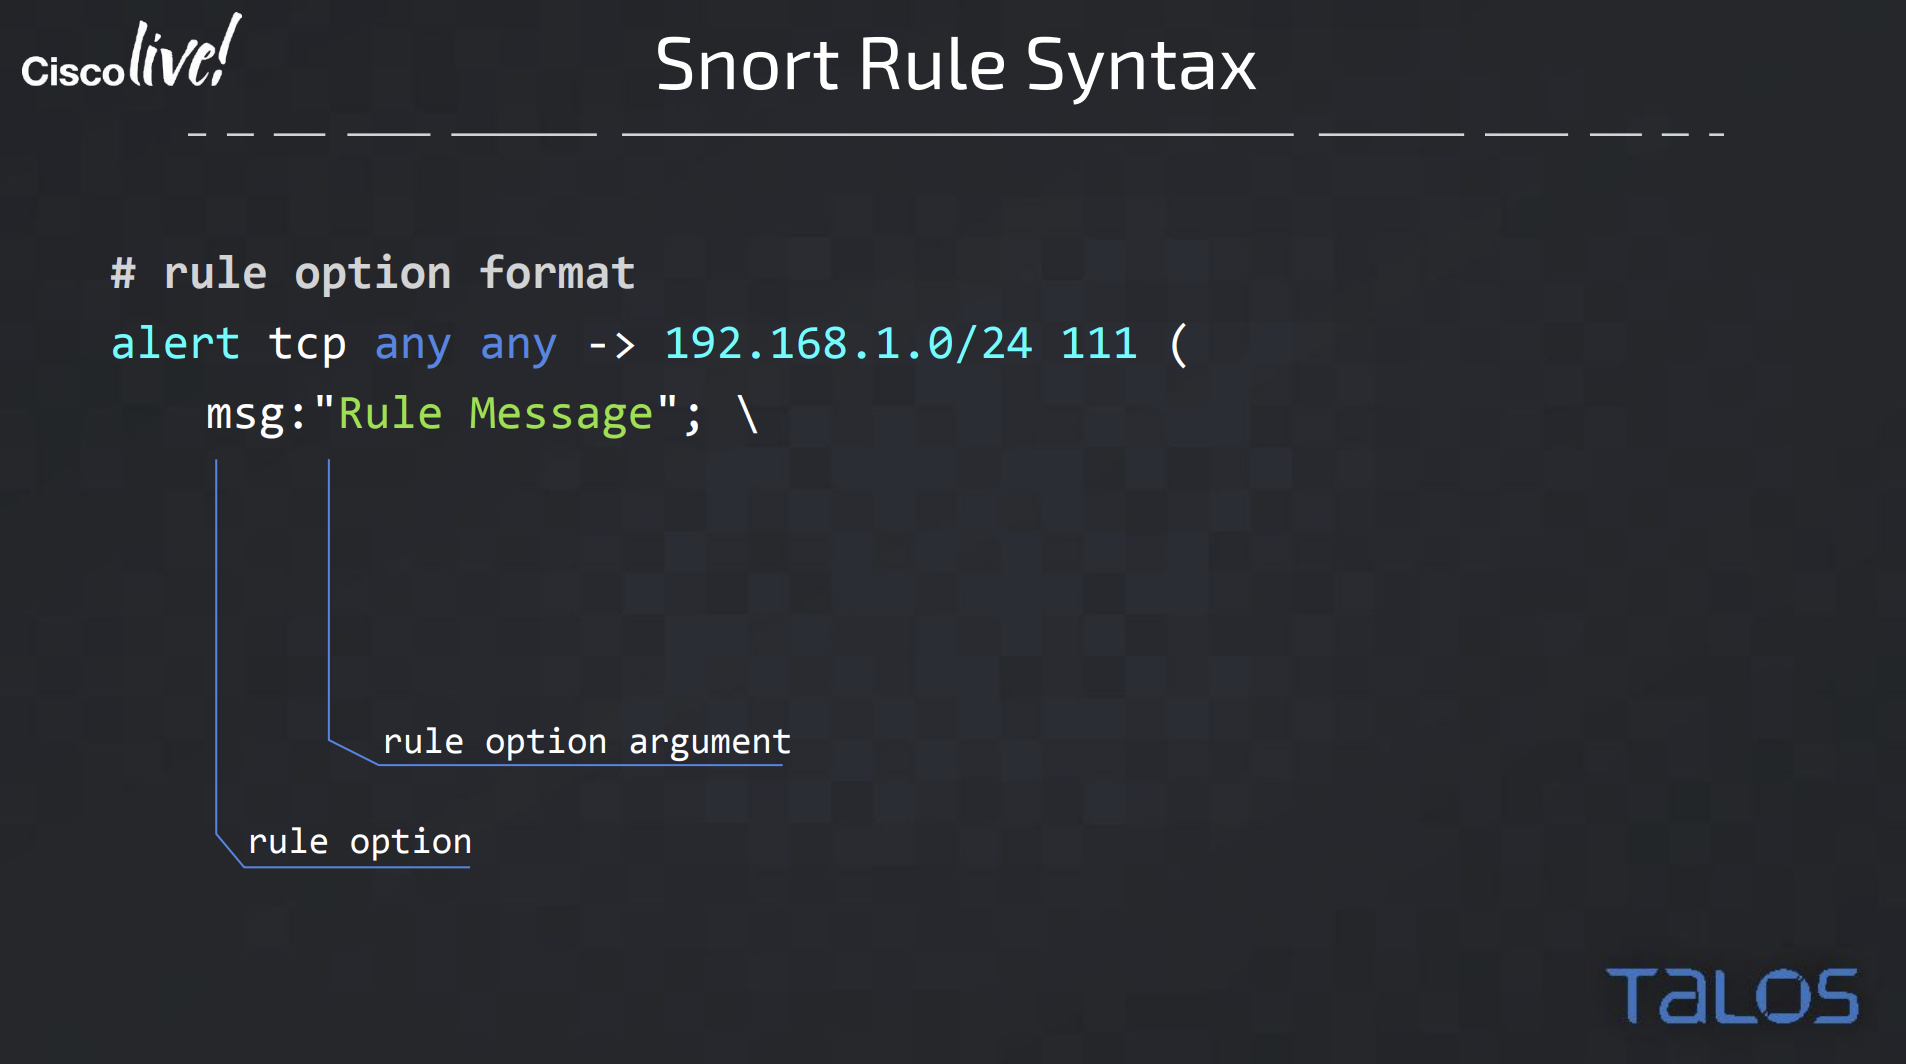 Cisco live!
Snort Rule Syntax
# rule option format
alert tcp any any -> 192.168.1.0/24 111 (
msg:"Rule Message"; \
rule option argument
rule option
TALOS